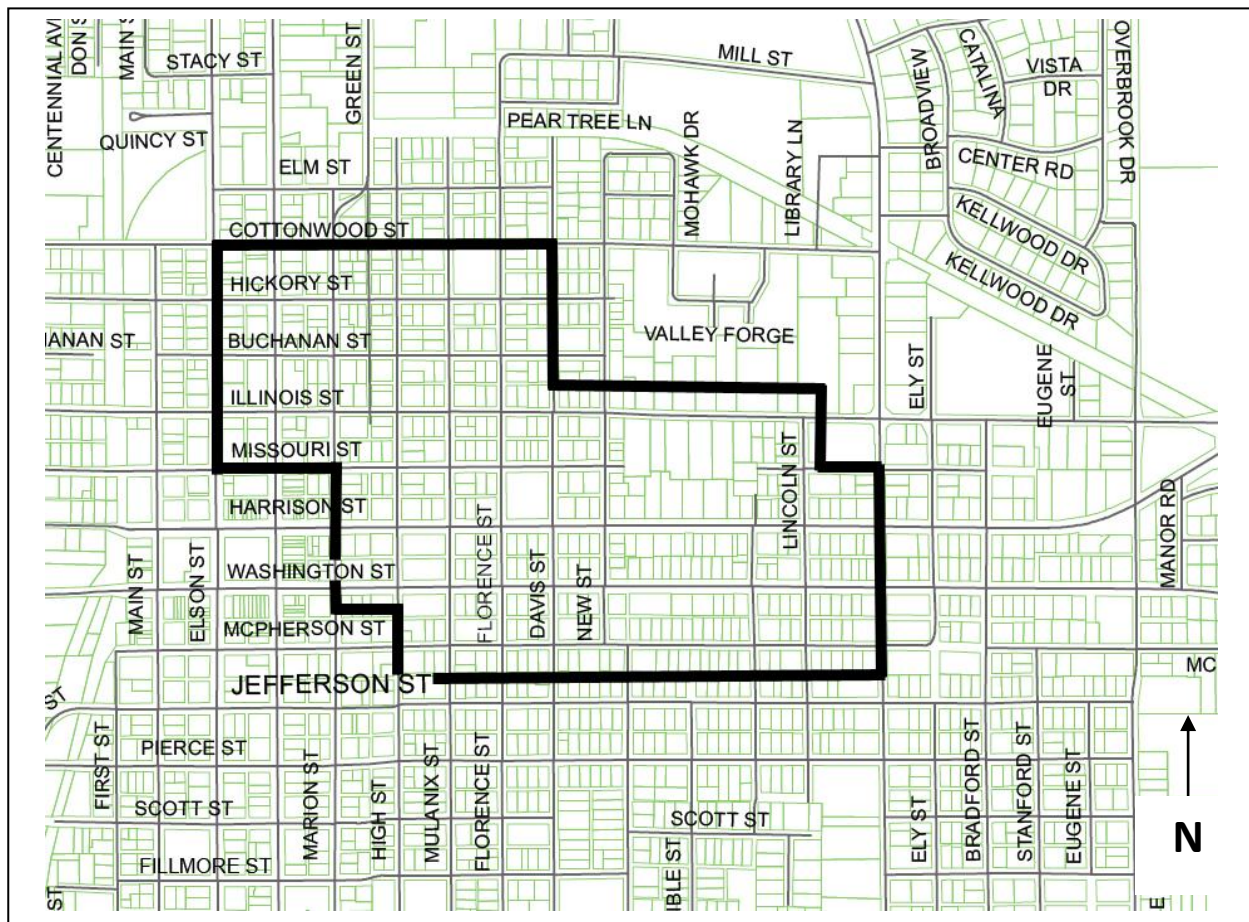 CENTENNIAL AV
DON S
MAIN S
STACY ST
GREEN ST
MILL ST
BROADVIEW
CATALINA
VISTA
DR
OVERBROOK DR
QUINCY ST
PEAR TREE LN
MOHAWK DR
LIBRARY LN
CENTER RD
ELM ST
COTTONWOOD ST
KELLWOOD DR
KELLWOOD DR
HICKORY ST
IANAN ST
BUCHANAN ST
VALLEY FORGE
ELY ST
EUGENE
ST
ILLINOIS ST
MISSOURI ST
LINCOLN ST
HARRISON ST
FLORENCE ST
MANOR RD
MAIN ST
ELSON ST
WASHINGTON ST
DAVIS ST
NEW ST
MCPHERSON ST
JEFFERSON ST
MC
ST
FIRST ST
PIERCE ST
MARION ST
HIGH ST
MULANIX ST
FLORENCE ST
ELY ST
BRADFORD ST
STANFORD ST
EUGENE ST
SCOTT ST
SCOTT ST
N
FILLMORE ST
ST
IBLE ST
E